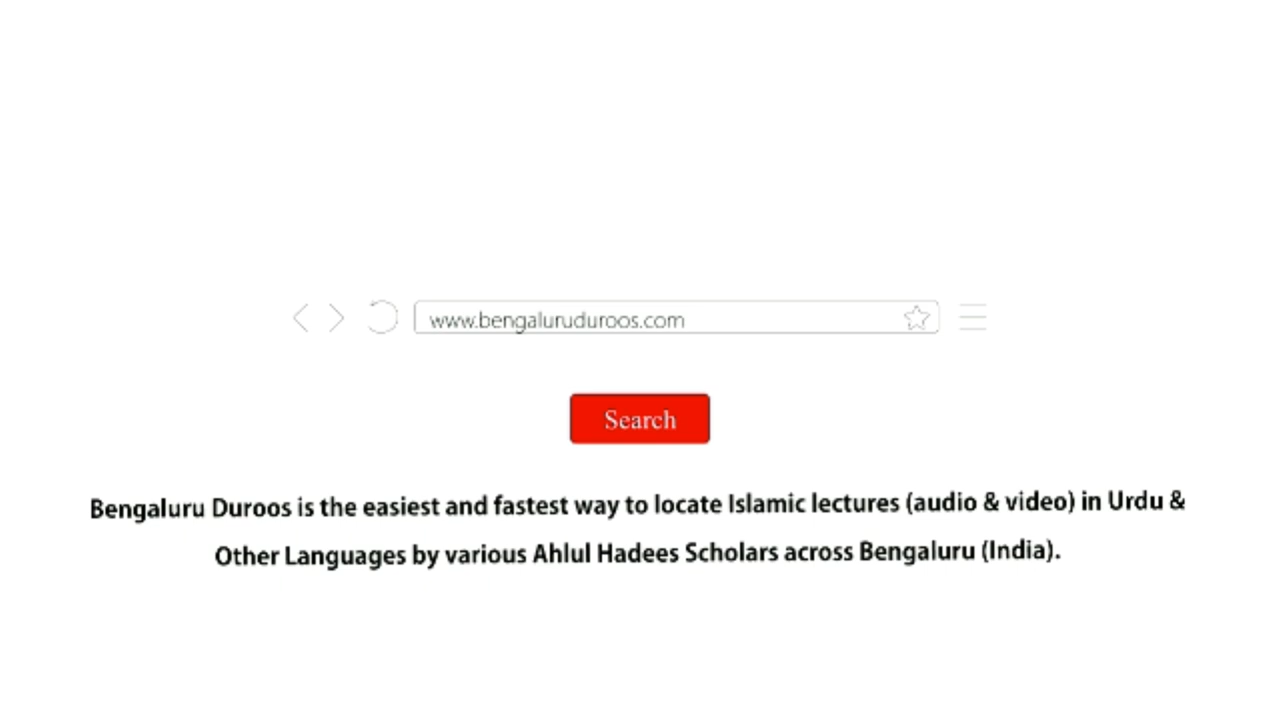 www.bengaluruduroos.com
Search
Bengaluru Duroos is the easiest and fastest way to locate Islamic lectures (audio & video) in Urdu &
Other Languages by various Ahlul Hadees Scholars across Bengaluru (India).